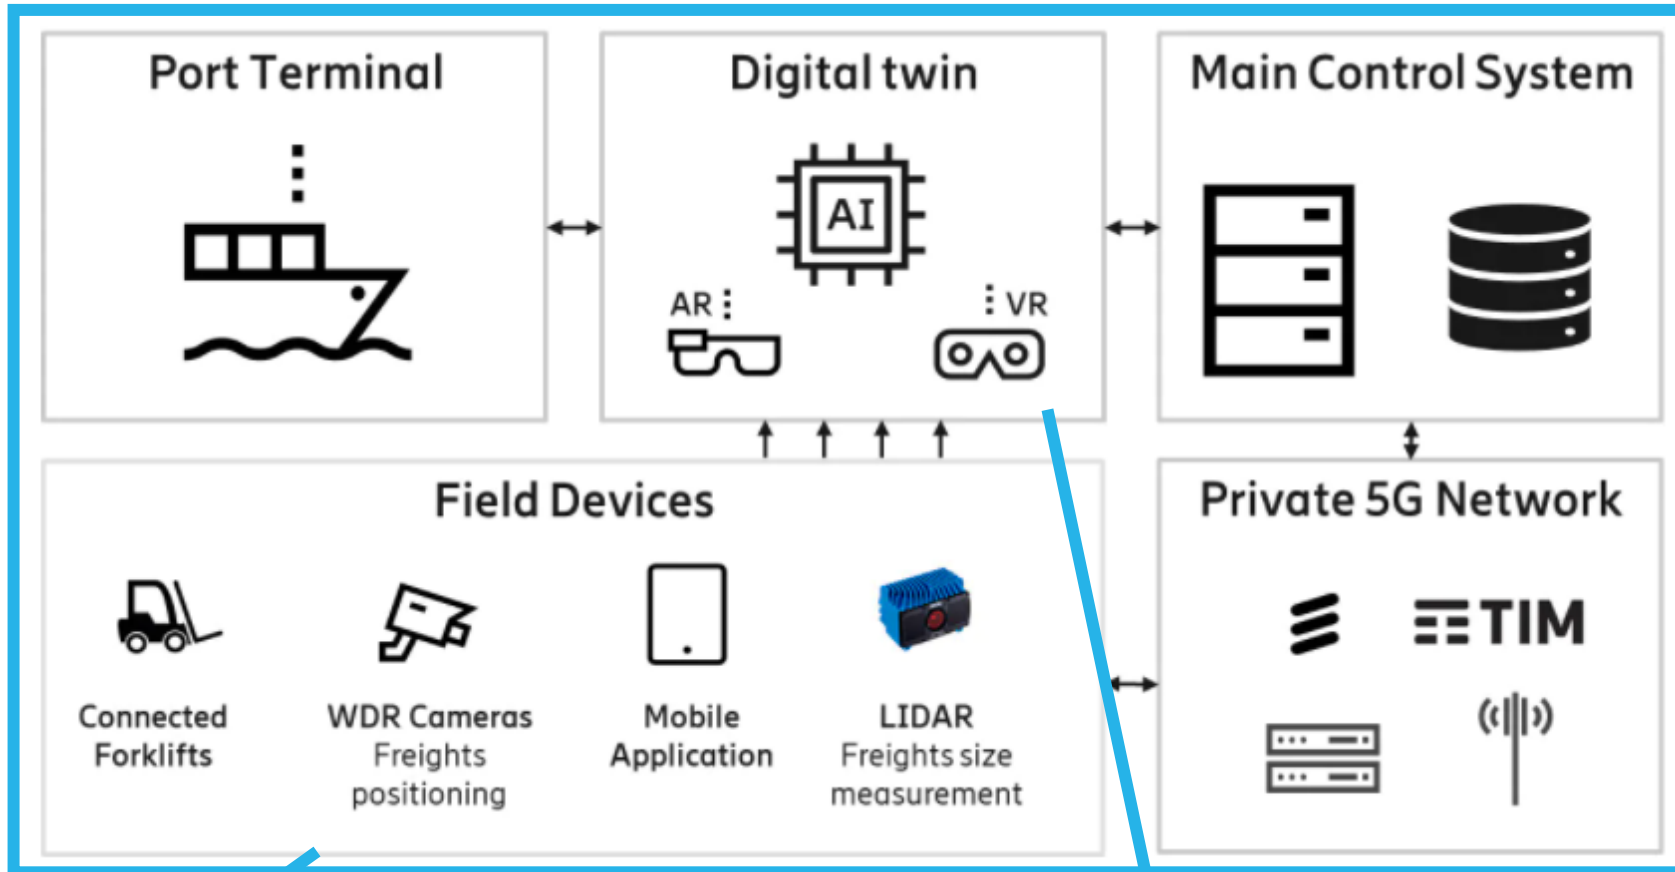 Port Terminal
Digital twin
AI
AR
VR
Main Control System
Field Devices
Connected
Forklifts
WDR Cameras
Freights
positioning
Mobile
Application
LIDAR
Freights size
measurement
Private 5G Network
TIM